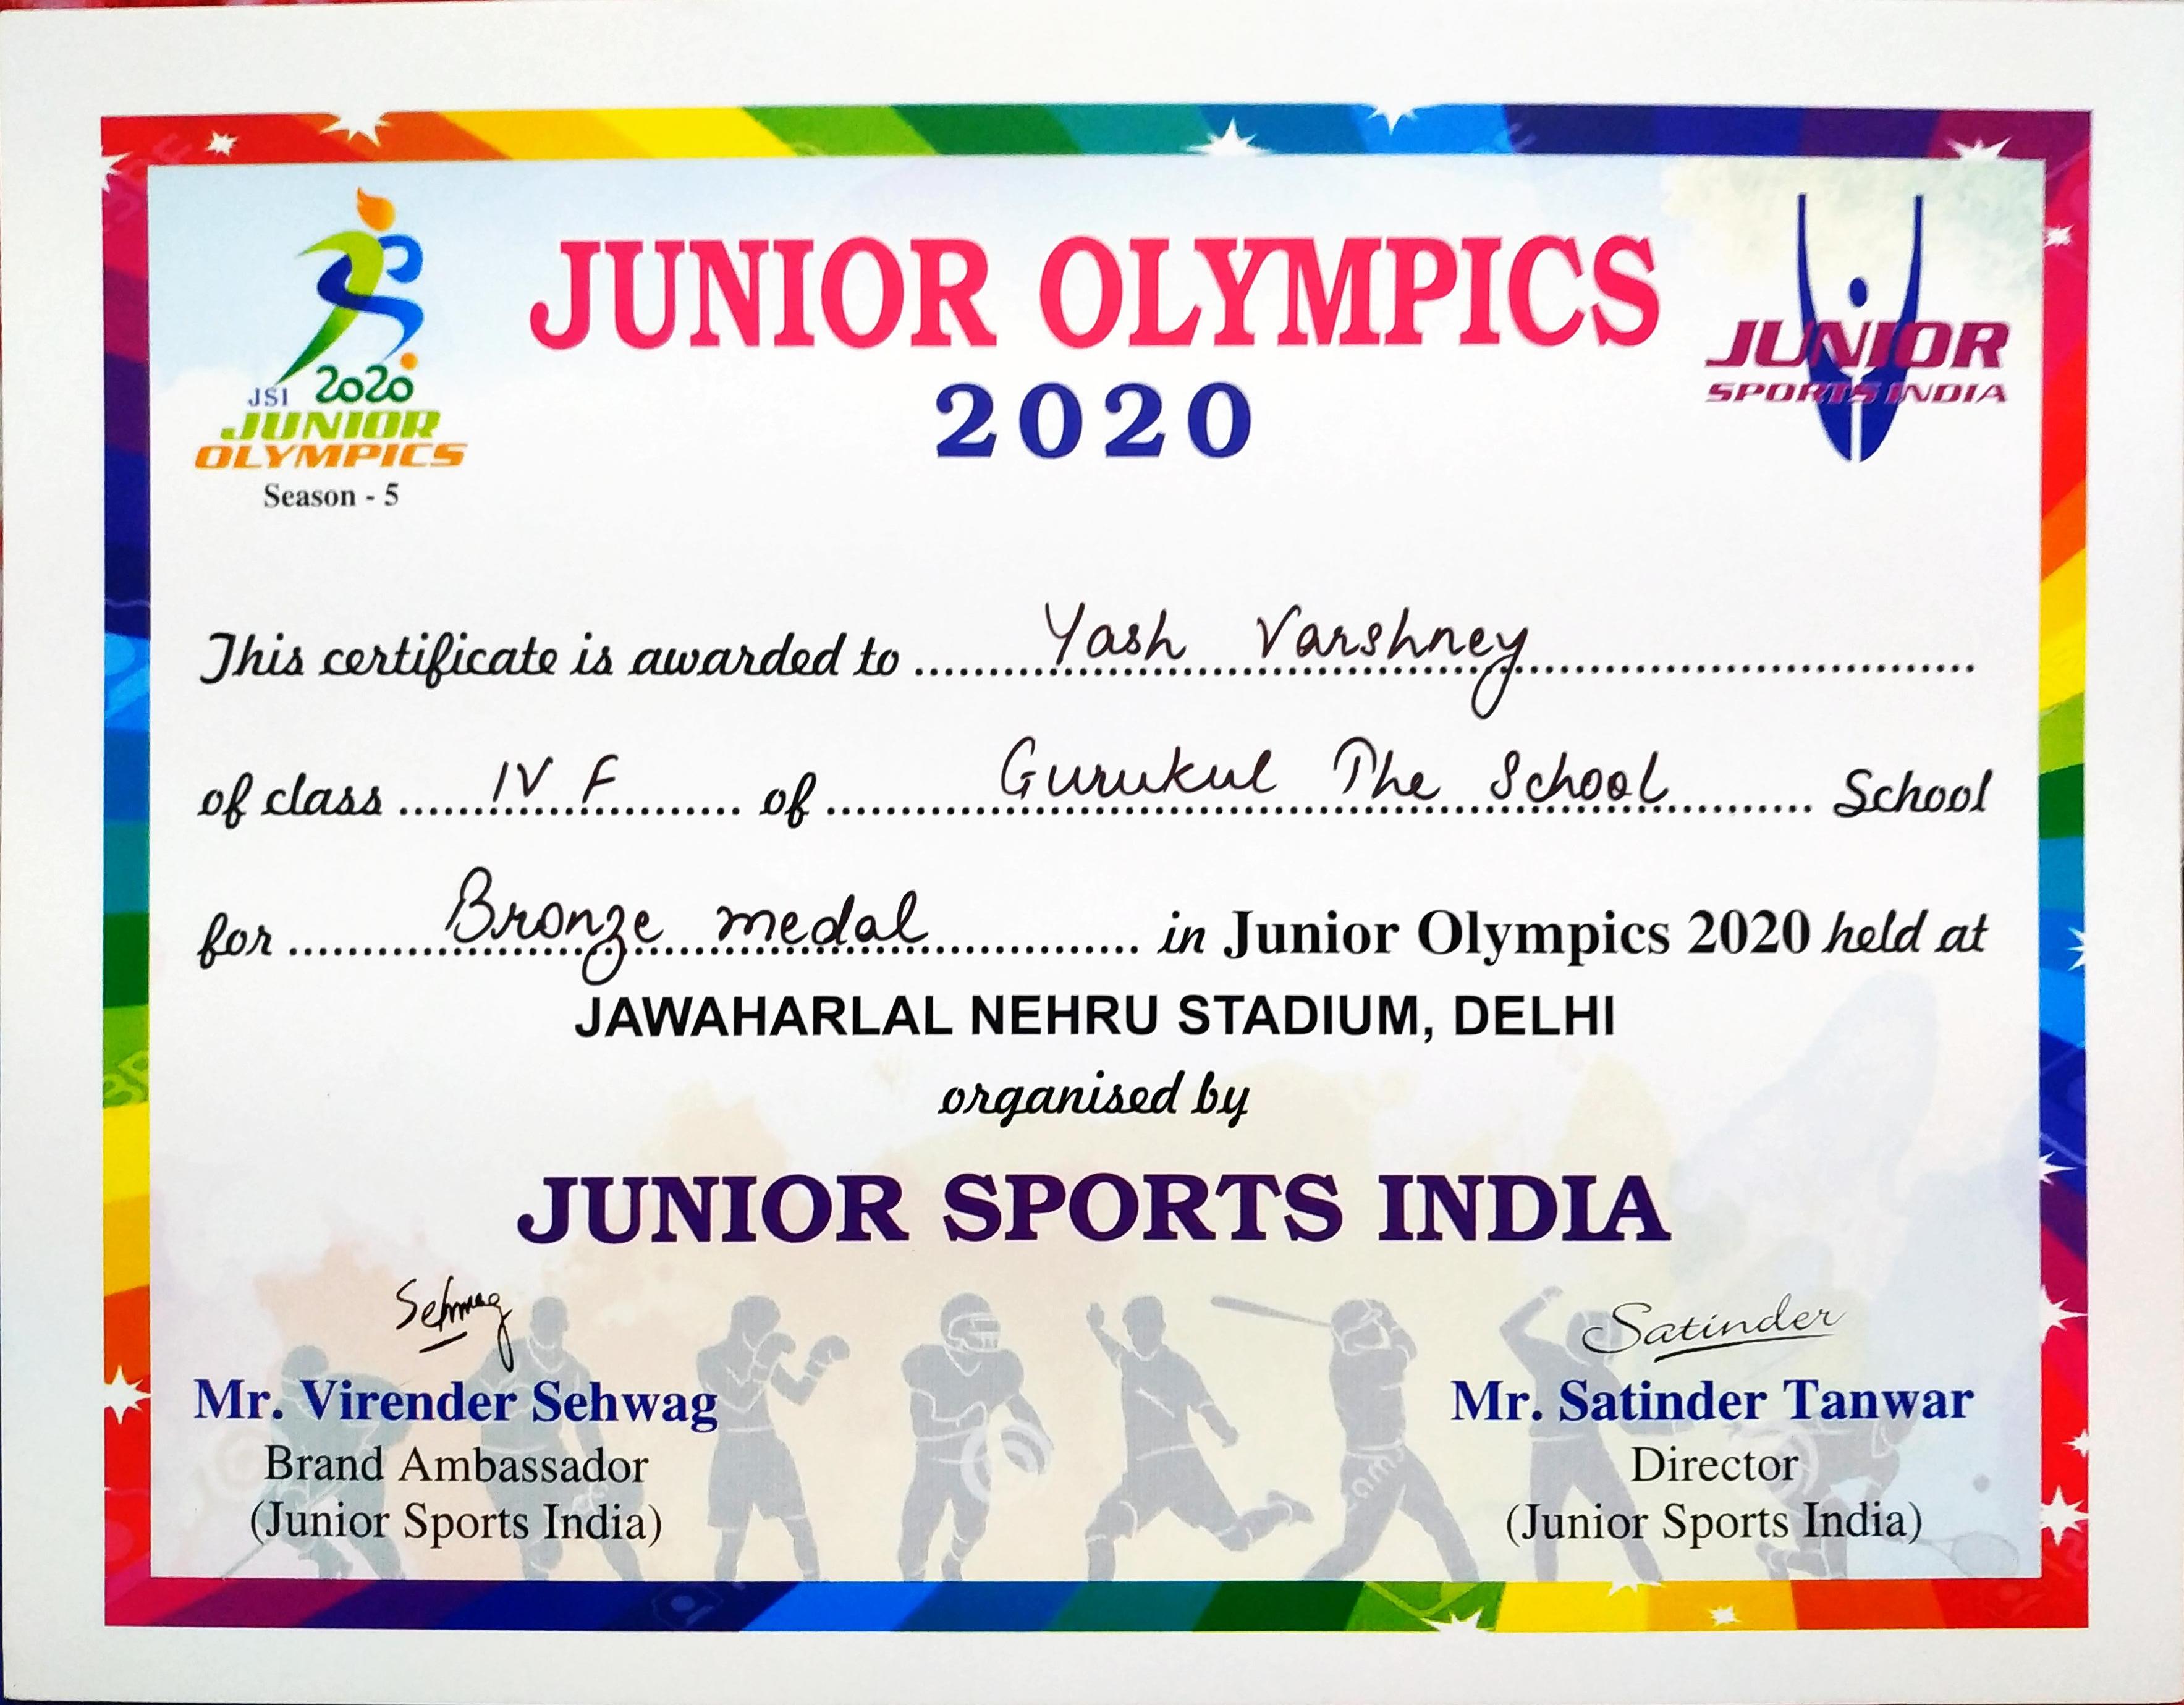 JUNIOR OLYMPICS
2020
JSI 2020
JUNIOR
OLYMPICS
Season - 5
JUNIOR
SPORTS INDIA
This certificate is awarded to Yash Varshney
of class IV F of Gurukul The School School
for Bronze medal in Junior Olympics 2020 held at
JAWAHARLAL NEHRU STADIUM, DELHI
organised by
JUNIOR SPORTS INDIA
Sehwag
Mr. Virender Sehwag
Brand Ambassador
(Junior Sports India)
Satinder
Mr. Satinder Tanwar
Director
(Junior Sports India)